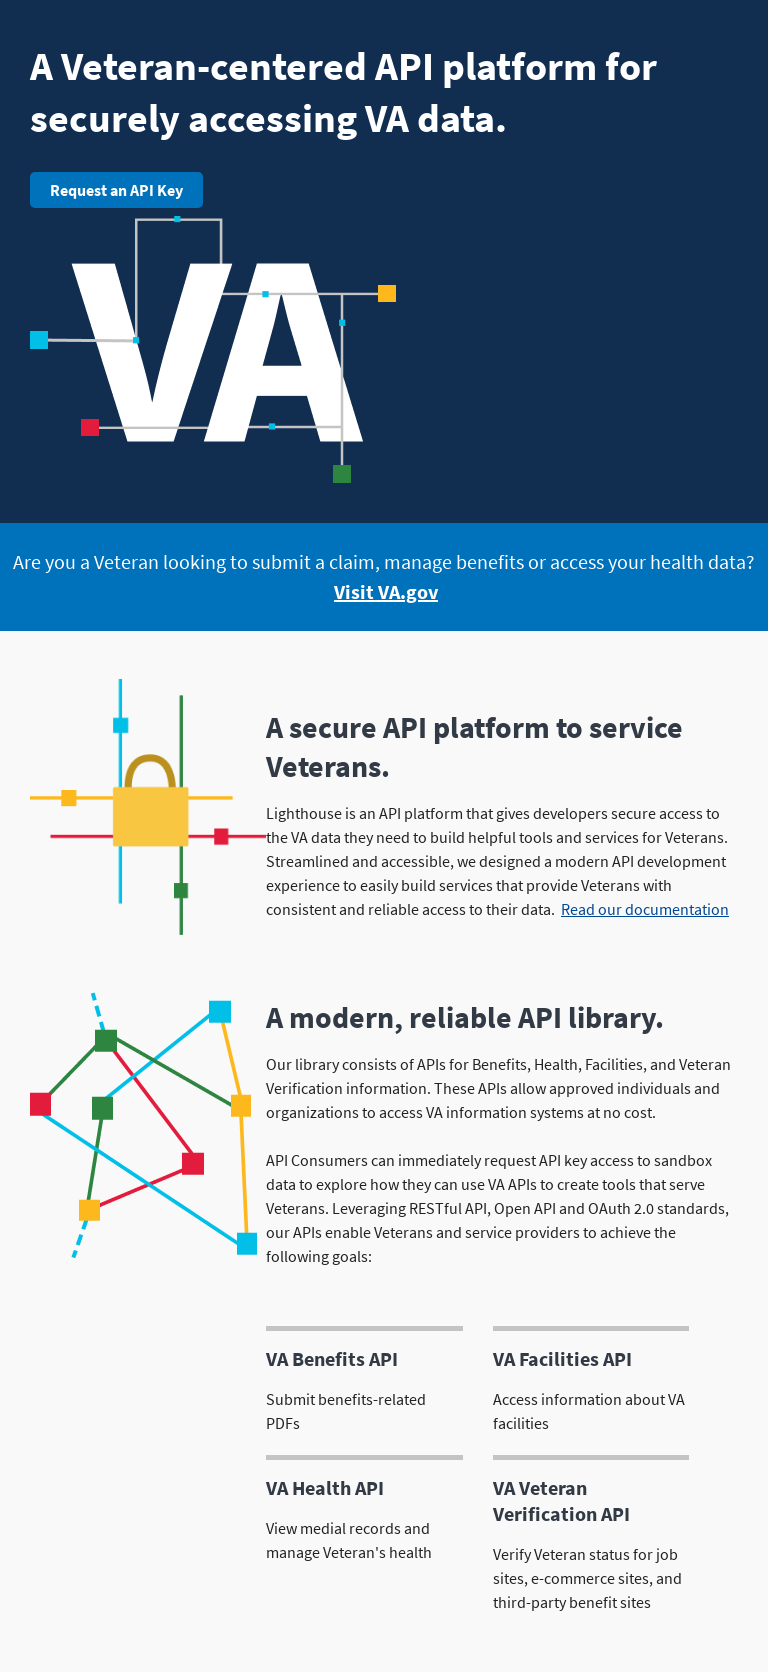 A Veteran-centered API platform for
securely accessing VA data.
Request an API Key
VA
Are you a Veteran looking to submit a claim, manage benefits or access your health data?
Visit VA.gov
A secure API platform to service
Veterans.
Lighthouse is an API platform that gives developers secure access to
the VA data they need to build helpful tools and services for Veterans.
Streamlined and accessible, we designed a modern API development
experience to easily build services that provide Veterans with
consistent and reliable access to their data. Read our documentation
A modern, reliable API library.
Our library consists of APIs for Benefits, Health, Facilities, and Veteran
Verification information. These APIs allow approved individuals and
organizations to access VA information systems at no cost.
API Consumers can immediately request API key access to sandbox
data to explore how they can use VA APIs to create tools that serve
Veterans. Leveraging RESTful API, Open API and OAuth 2.0 standards,
our APIs enable Veterans and service providers to achieve the
following goals:
VA Benefits API
Submit benefits-related
PDFs
VA Facilities API
Access information about VA
facilities
VA Health API
View medial records and
manage Veteran's health
VA Veteran
Verification API
Verify Veteran status for job
sites, e-commerce sites, and
third-party benefit sites